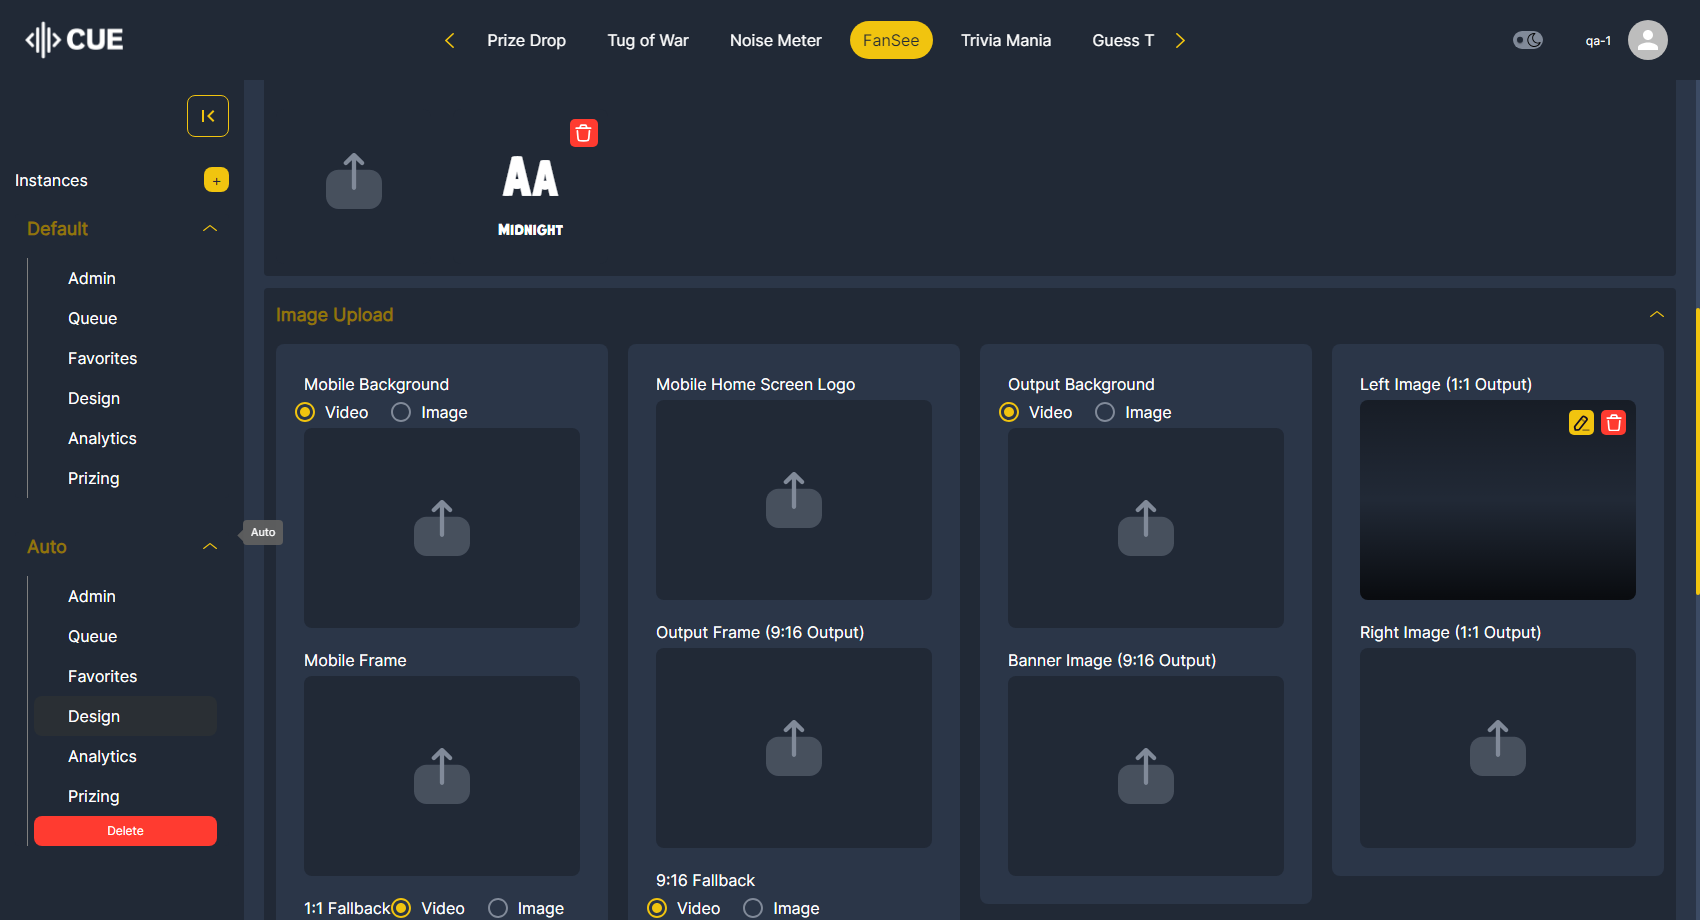 CUE
Prize Drop
Tug of War
Noise Meter
FanSee
Trivia Mania
Guess T
qa-1
Instances
+
Default
Admin
Queue
Favorites
Design
Analytics
Prizing
Auto
Auto
Admin
Queue
Favorites
Design
Analytics
Prizing
Delete
AA
MIDNIGHT
Image Upload
Mobile Background
Video
Image
Mobile Frame
1:1 Fallback
Video
Image
Mobile Home Screen Logo
Output Frame (9:16 Output)
9:16 Fallback
Video
Image
Output Background
Video
Image
Banner Image (9:16 Output)
Left Image (1:1 Output)
Right Image (1:1 Output)